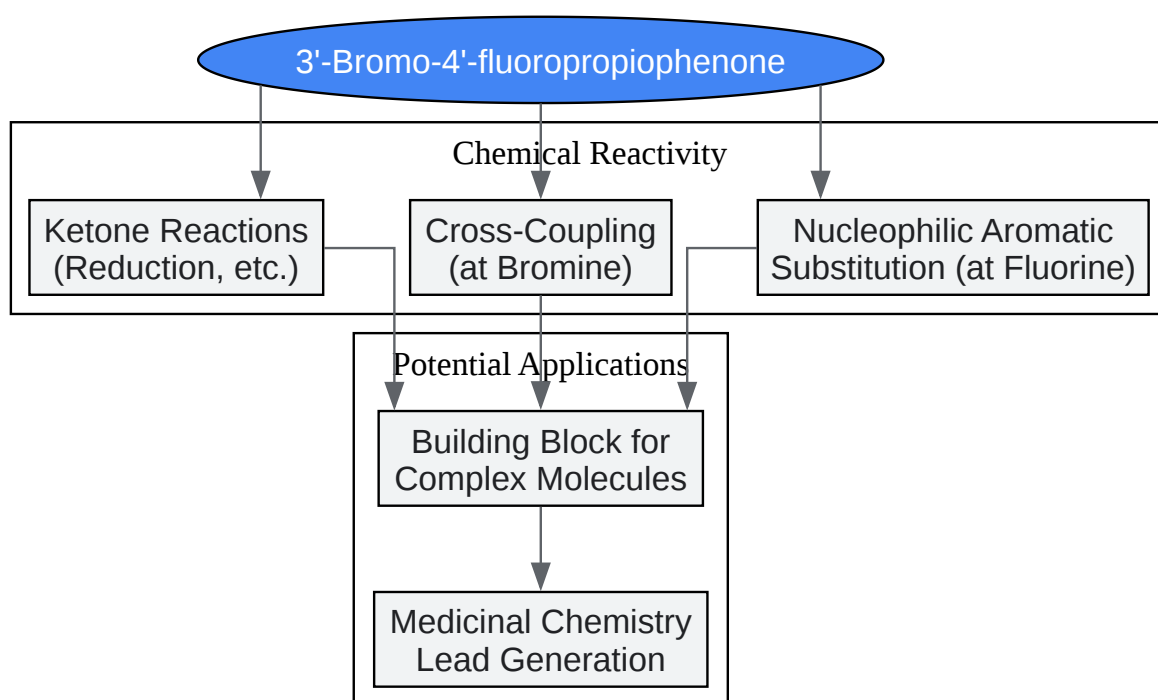 3'-Bromo-4'-fluoropropiophenone
Chemical Reactivity
Ketone Reactions
(Reduction, etc.)
Cross-Coupling
(at Bromine)
Nucleophilic Aromatic
Substitution (at Fluorine)
Potential Applications
Building Block for
Complex Molecules
Medicinal Chemistry
Lead Generation